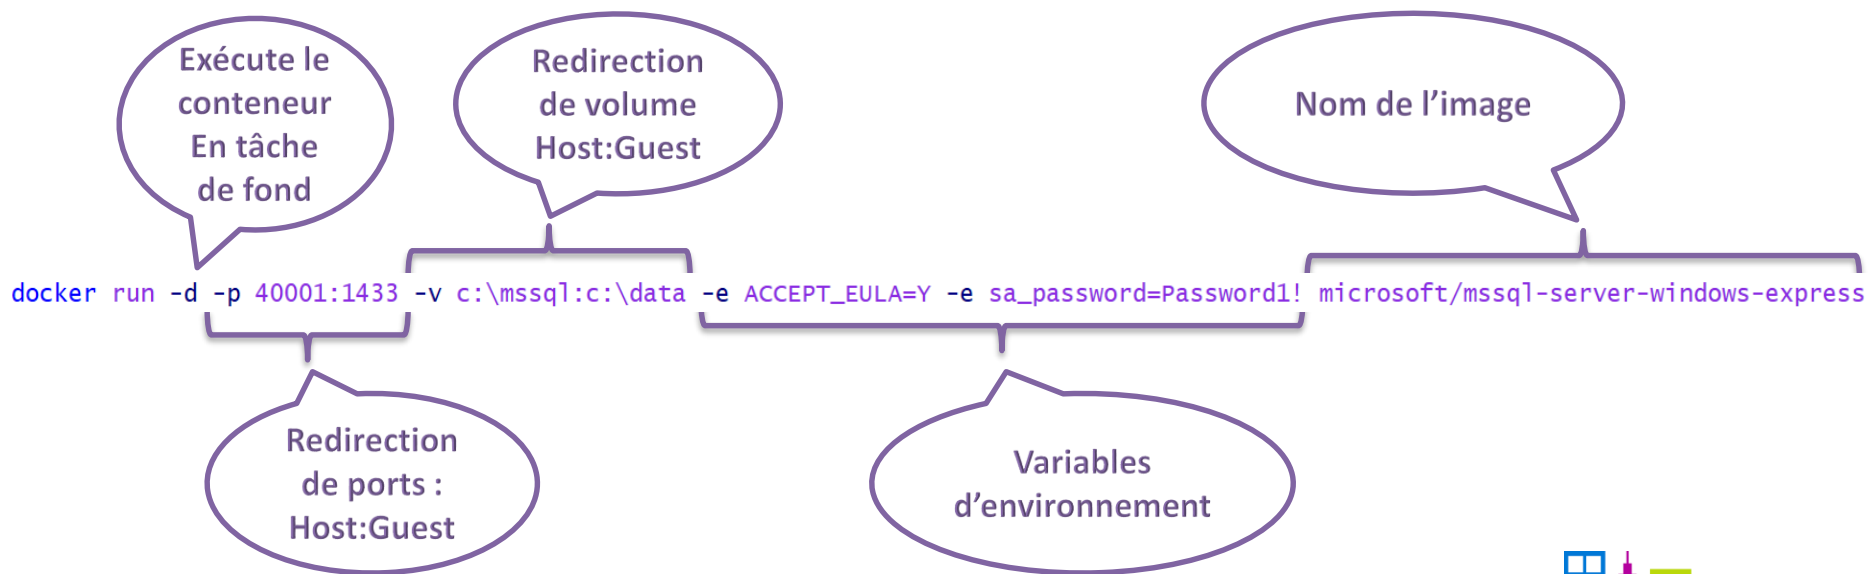 Exécute le
conteneur
En tâche
de fond
Redirection
de volume
Host:Guest
Nom de l’image
docker run -d -p 40001:1433 -v c:\mssql:c:\data -e ACCEPT_EULA=Y -e sa_password=Password1! microsoft/mssql-server-windows-express
Redirection
de ports :
Host:Guest
Variables
d’environnement